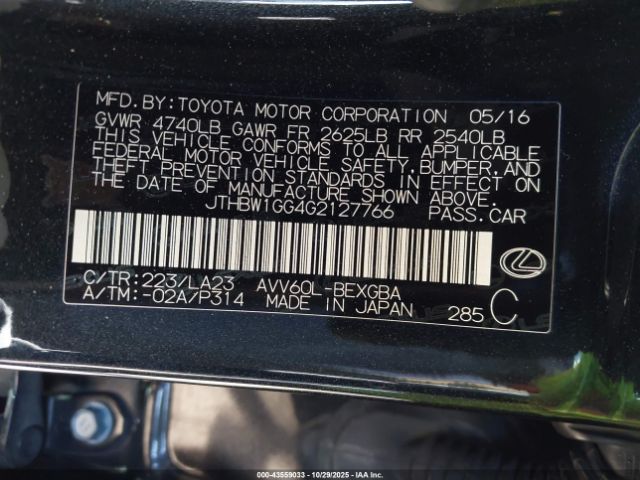 MFD. BY: TOYOTA MOTOR CORPORATION 05/16
GVWR 4740LB GAWR FR 2625LB RR 2540LB
THIS VEHICLE CONFORMS TO ALL APPLICABLE
FEDERAL MOTOR VEHICLE SAFETY, BUMPER, AND
THEFT PREVENTION STANDARDS IN EFFECT ON
THE DATE OF MANUFACTURE SHOWN ABOVE.
JTHBW1GG4G2127766 PASS. CAR
C/TR: 223/LA23 AVV60L-BEXGBA
A/TM: -02A/P314 MADE IN JAPAN 285 C
000-43559033 - 10/29/2025 - IAA Inc.